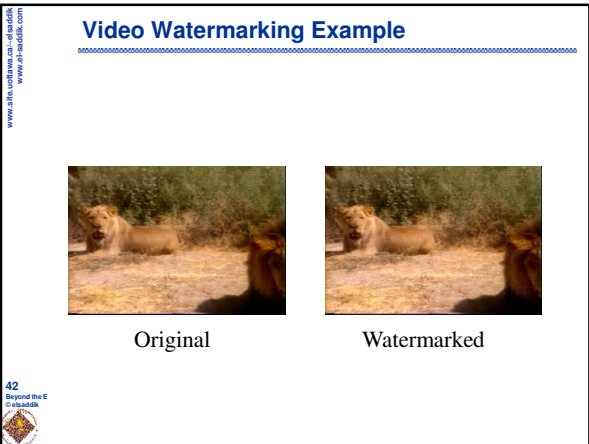 www.site.uottawa.ca/~elsaddik
www.el-saddik.com
Video Watermarking Example
Original
Watermarked
42
Beyond the E
© elsaddik